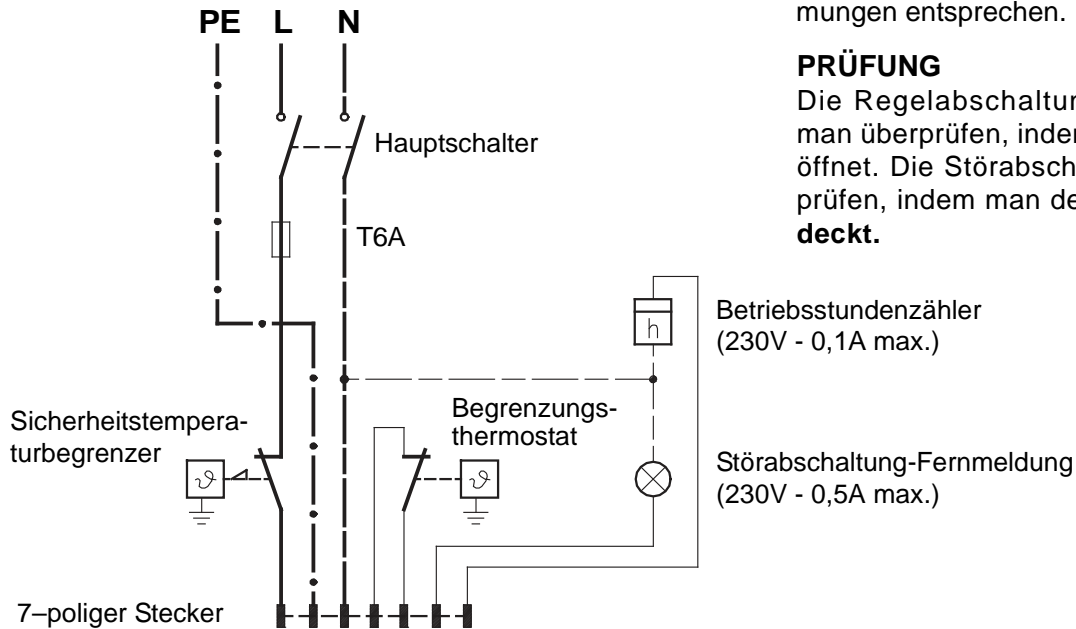 PE L N
mungen entsprechen.
PRÜFUNG
Die Regelabschaltun
man überprüfen, inder
öffnet. Die Störabsch
prüfen, indem man de
deckt.
Hauptschalter
T6A
Betriebsstundenzähler
(230V - 0,1A max.)
h
Sicherheitstempera-
turbegrenzer
Begrenzungs-
thermostat
ϑ
ϑ
Störabschaltung-Fernmeldung
(230V - 0,5A max.)
7–poliger Stecker